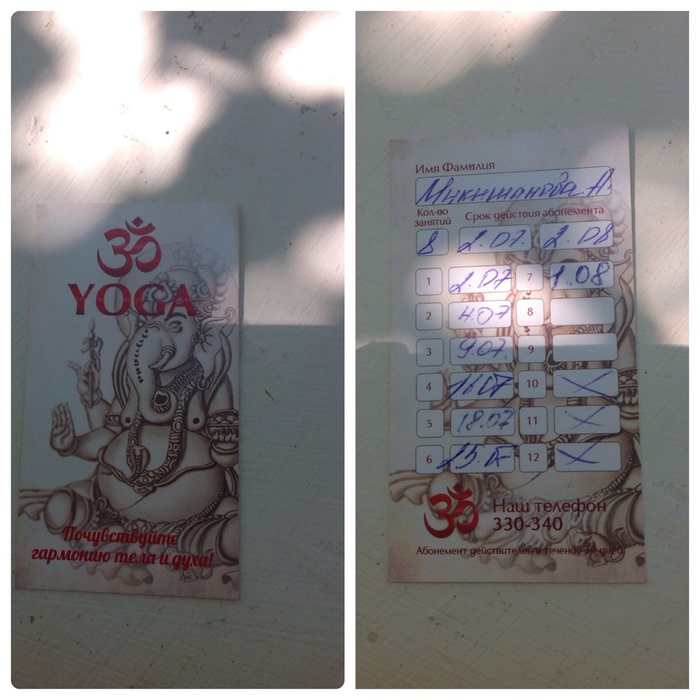 ॐ
YOGA
Почувствуйте
гармонию тела и духа!
Имя Фамилия
А.
Кол-во занятий Срок действия абонемента
8 2.07. 2.08
1 2.07 7 1.08
2 4.07 8
3 9.07. 9
4 16.07 10 X
5 18.07 11 X
6 12 X
ॐ Наш телефон
330-340
Абонемент действителен в течение 30 дней